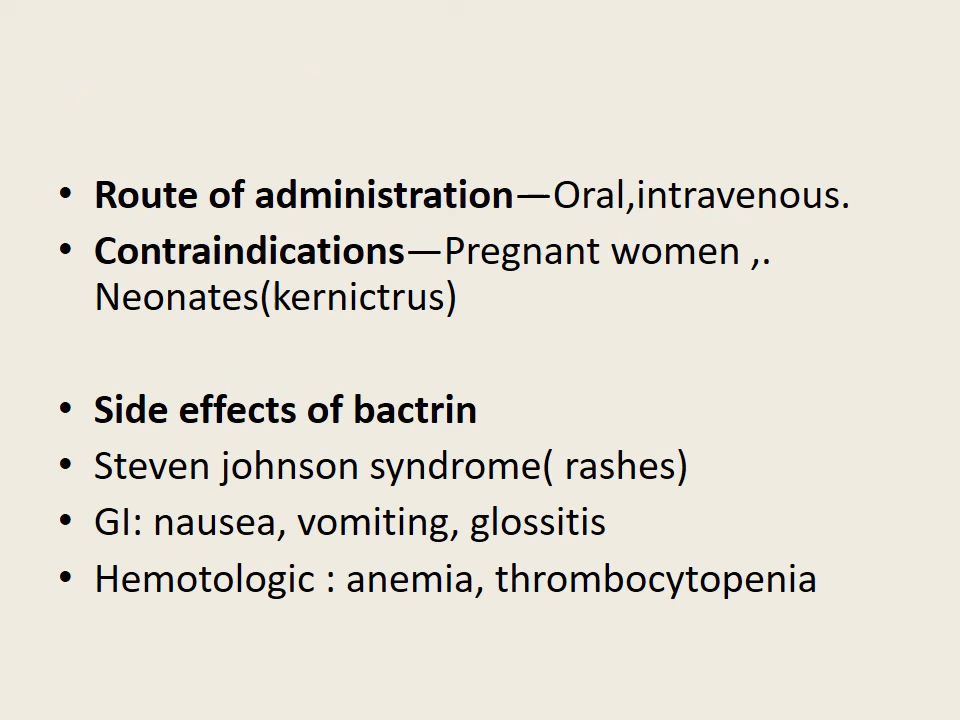 • Route of administration—Oral,intravenous.
• Contraindications—Pregnant women ,.
Neonates(kernictrus)
• Side effects of bactrin
• Steven johnson syndrome( rashes)
• GI: nausea, vomiting, glossitis
• Hemotologic : anemia, thrombocytopenia